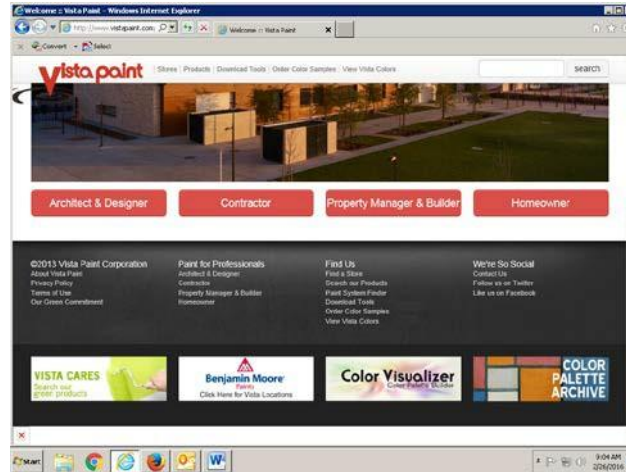 Welcome :: Vista Paint - Windows Internet Explorer
http://www.vistapaint.com
Welcome :: Vista Paint
Convert
Select
Vista paint
Stores | Products | Download Tools | Order Color Samples | View Vista Colors
search
Architect & Designer
Contractor
Property Manager & Builder
Homeowner
©2013 Vista Paint Corporation
About Vista Paint
Privacy Policy
Terms of Use
Our Green Commitment
Paint for Professionals
Architect & Designer
Contractor
Property Manager & Builder
Homeowner
Find Us
Find a Store
Search our Products
Paint System Finder
Download Tools
Order Color Samples
View Vista Colors
We're So Social
Contact Us
Follow us on Twitter
Like us on Facebook
VISTA CARES
Search our
green products
Benjamin Moore
Paints
Click Here for Vista Locations
Color Visualizer
Color Palette Builder
COLOR
PALETTE
ARCHIVE
Start
9:04 AM
2/26/2016